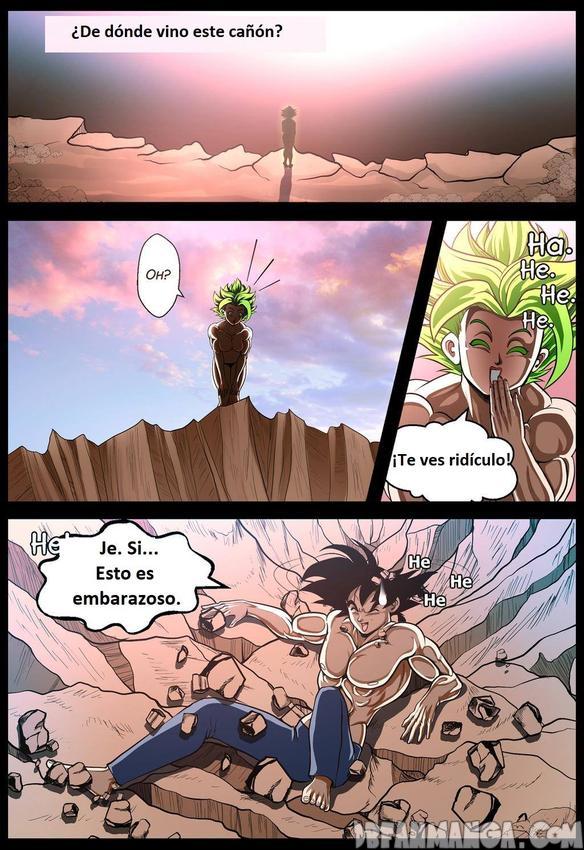 ¿De dónde vino este cañón?
OH?
Ha.
He.
He.
He.
¡Te ves ridículo!
He
Je. Si...
Esto es
embarazoso.
He
He
He
DBFANMANGA.COM